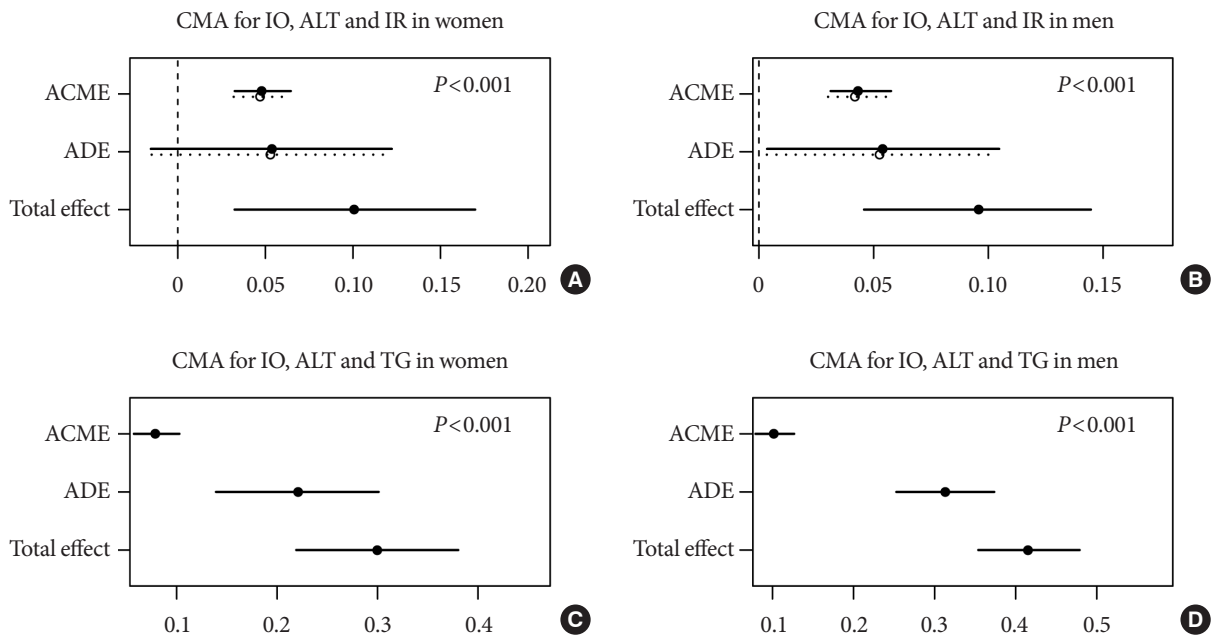 CMA for IO, ALT and IR in women
P<0.001
ACME
ADE
Total effect
0 0.05 0.10 0.15 0.20
A
CMA for IO, ALT and IR in men
P<0.001
ACME
ADE
Total effect
0 0.05 0.10 0.15
B
CMA for IO, ALT and TG in women
P<0.001
ACME
ADE
Total effect
0.1 0.2 0.3 0.4
C
CMA for IO, ALT and TG in men
P<0.001
ACME
ADE
Total effect
0.1 0.2 0.3 0.4 0.5
D